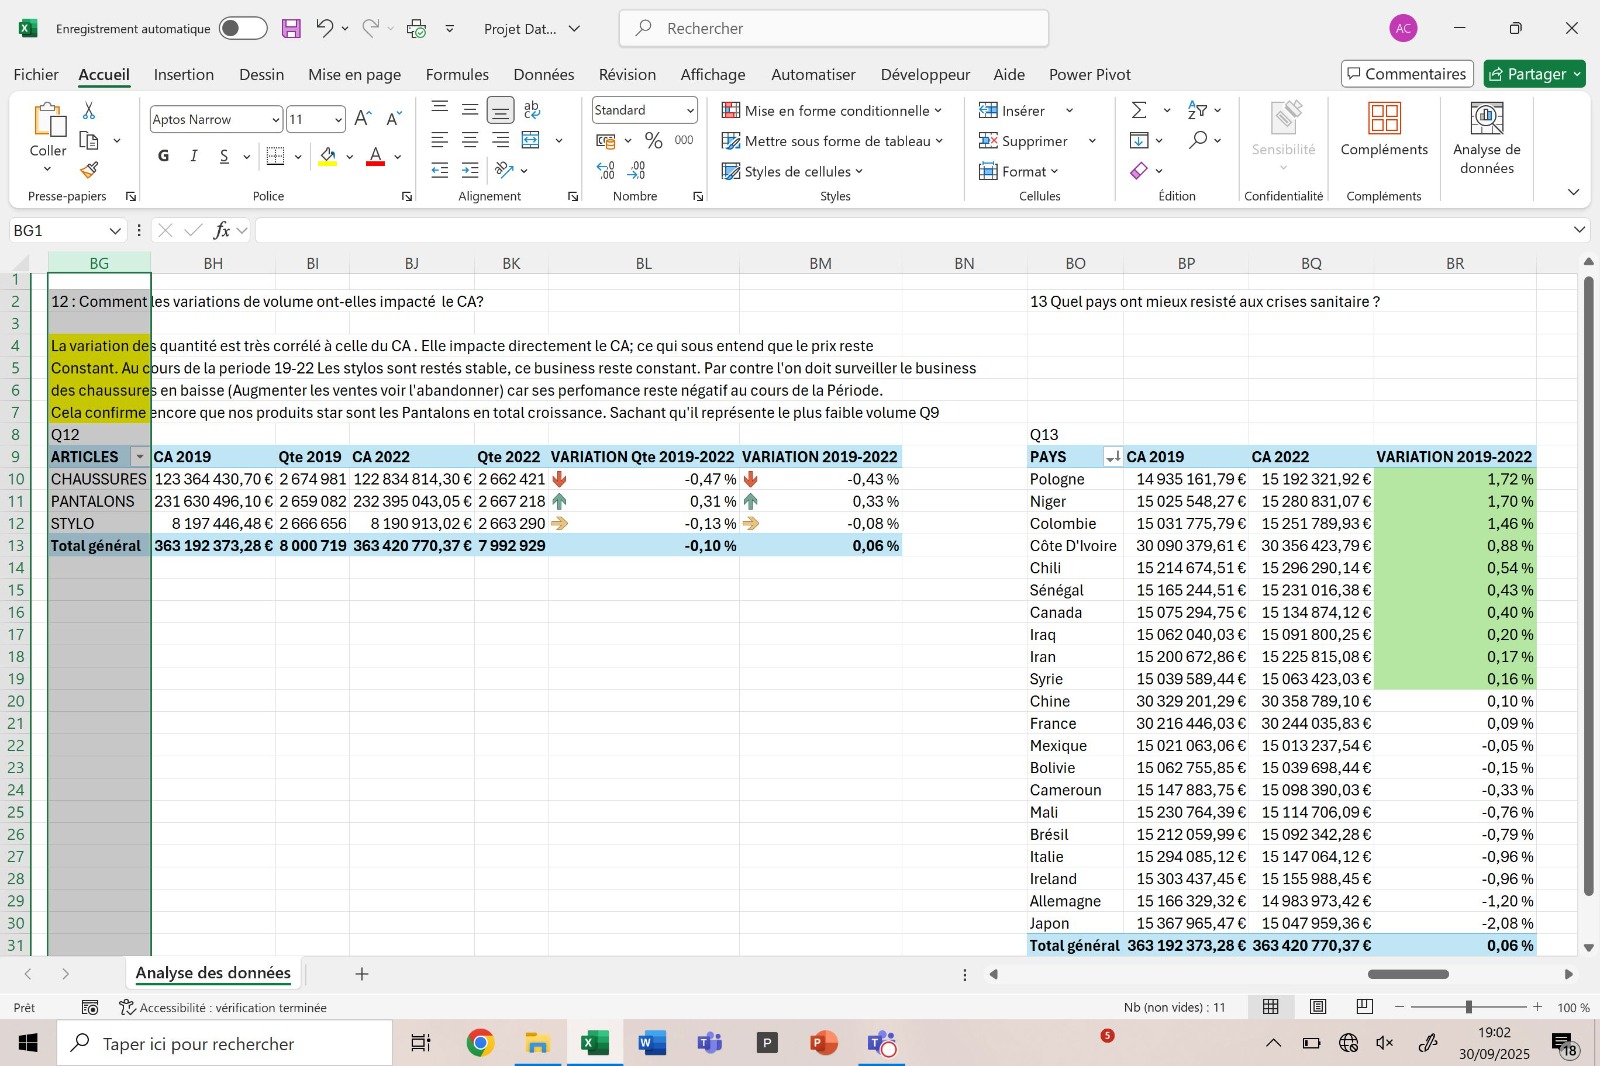 Enregistrement automatique Projet Dat... Rechercher AC
Fichier Accueil Insertion Dessin Mise en page Formules Données Révision Affichage Automatiser Développeur Aide Power Pivot Commentaires Partager
Coller
Presse-papiers
Aptos Narrow 11
G I S
Police
Alignement
Standard
% 000
Nombre
Mise en forme conditionnelle
Mettre sous forme de tableau
Styles de cellules
Styles
Insérer
Supprimer
Format
Cellules
Édition
Sensibilité
Confidentialité
Compléments
Compléments
Analyse de
données
BG1 fx
BG BH BI BJ BK BL BM BN BO BP BQ BR
1
2 12 : Comment les variations de volume ont-elles impacté le CA? 13 Quel pays ont mieux resisté aux crises sanitaire ?
3
4 La variation des quantité est très corrélé à celle du CA . Elle impacte directement le CA; ce qui sous entend que le prix reste
5 Constant. Au cours de la periode 19-22 Les stylos sont restés stable, ce business reste constant. Par contre l'on doit surveiller le business
6 des chaussures en baisse (Augmenter les ventes voir l'abandonner) car ses perfomance reste négatif au cours de la Période.
7 Cela confirme encore que nos produits star sont les Pantalons en total croissance. Sachant qu'il représente le plus faible volume Q9
8 Q12 Q13
9 ARTICLES CA 2019 Qte 2019 CA 2022 Qte 2022 VARIATION Qte 2019-2022 VARIATION 2019-2022 PAYS CA 2019 CA 2022 VARIATION 2019-2022
10 CHAUSSURES 123 364 430,70 € 2 674 981 122 834 814,30 € 2 662 421 -0,47 % -0,43 % Pologne 14 935 161,79 € 15 192 321,92 € 1,72 %
11 PANTALONS 231 630 496,10 € 2 659 082 232 395 043,05 € 2 667 218 0,31 % 0,33 % Niger 15 025 548,27 € 15 280 831,07 € 1,70 %
12 STYLO 8 197 446,48 € 2 666 656 8 190 913,02 € 2 663 290 -0,13 % -0,08 % Colombie 15 031 775,79 € 15 251 789,93 € 1,46 %
13 Total général 363 192 373,28 € 8 000 719 363 420 770,37 € 7 992 929 -0,10 % 0,06 % Côte D'Ivoire 30 090 379,61 € 30 356 423,79 € 0,88 %
14 Chili 15 214 674,51 € 15 296 290,14 € 0,54 %
15 Sénégal 15 165 244,51 € 15 231 016,38 € 0,43 %
16 Canada 15 075 294,75 € 15 134 874,12 € 0,40 %
17 Iraq 15 062 040,03 € 15 091 800,25 € 0,20 %
18 Iran 15 200 672,86 € 15 225 815,08 € 0,17 %
19 Syrie 15 039 589,44 € 15 063 423,03 € 0,16 %
20 Chine 30 329 201,29 € 30 358 789,10 € 0,10 %
21 France 30 216 446,03 € 30 244 035,83 € 0,09 %
22 Mexique 15 021 063,06 € 15 013 237,54 € -0,05 %
23 Bolivie 15 062 755,85 € 15 039 698,44 € -0,15 %
24 Cameroun 15 147 883,75 € 15 098 390,03 € -0,33 %
25 Mali 15 230 764,39 € 15 114 706,09 € -0,76 %
26 Brésil 15 212 059,99 € 15 092 342,28 € -0,79 %
27 Italie 15 294 085,12 € 15 147 064,12 € -0,96 %
28 Ireland 15 303 437,45 € 15 155 988,45 € -0,96 %
29 Allemagne 15 166 329,32 € 14 983 973,42 € -1,20 %
30 Japon 15 367 965,47 € 15 047 959,36 € -2,08 %
31 Total général 363 192 373,28 € 363 420 770,37 € 0,06 %
Analyse des données
Prêt Accessibilité : vérification terminée Nb (non vides) : 11 100 %
Taper ici pour rechercher 5 19:02
30/09/2025 18